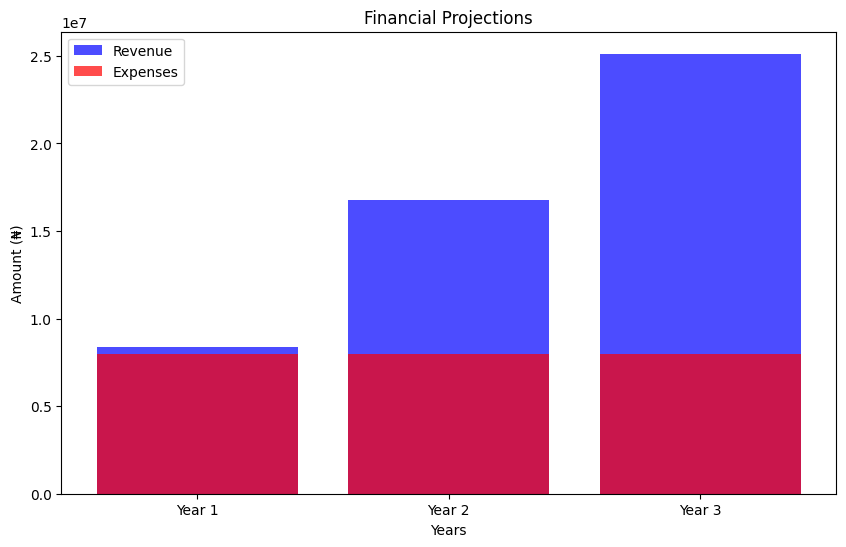 Financial Projections
1e7
Revenue
Expenses
2.5
2.0
1.5
1.0
0.5
0.0
Amount (₦)
Year 1 Year 2 Year 3
Years